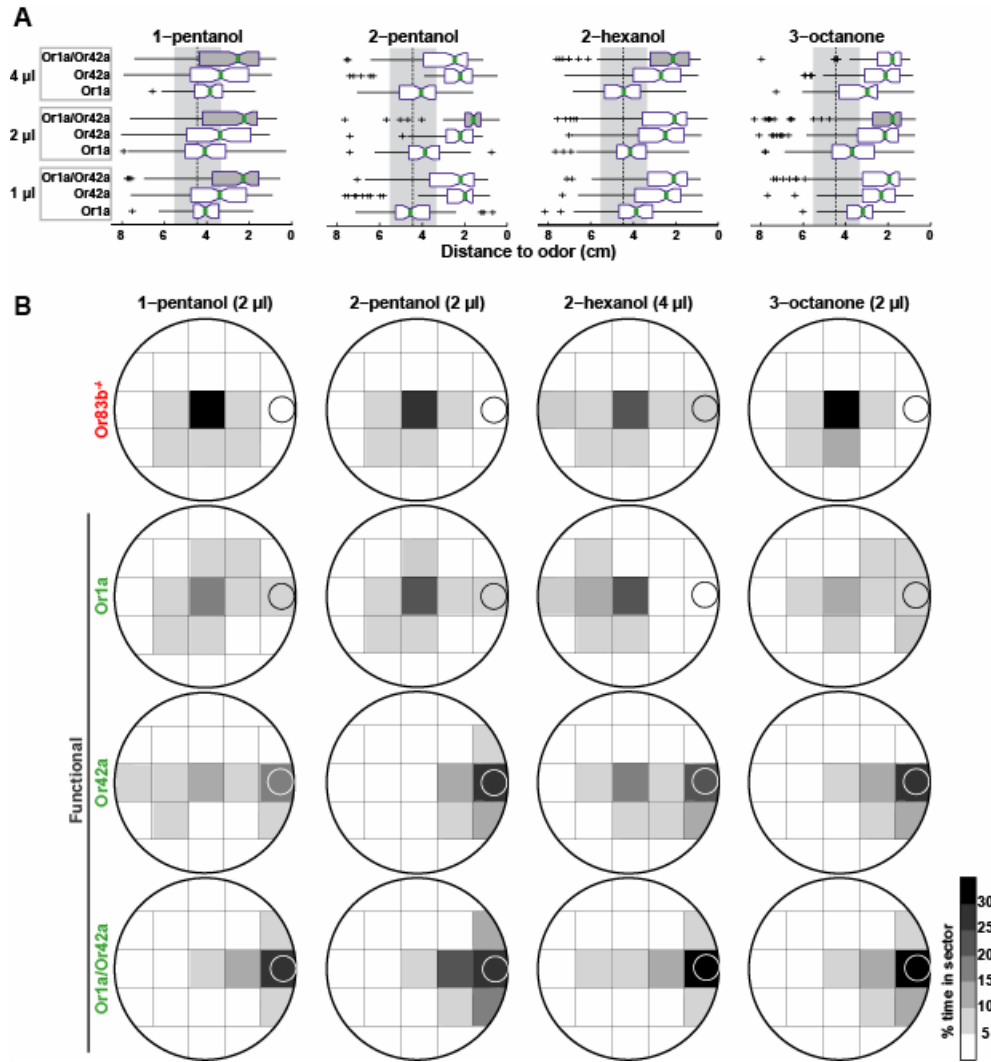 A
1-pentanol 2-pentanol 2-hexanol 3-octanone
4 µl
Or1a/Or42a
Or42a
Or1a
2 µl
Or1a/Or42a
Or42a
Or1a
1 µl
Or1a/Or42a
Or42a
Or1a
8 6 4 2 0 8 6 4 2 0 8 6 4 2 0 8 6 4 2 0
Distance to odor (cm)
B
1-pentanol (2 µl) 2-pentanol (2 µl) 2-hexanol (4 µl) 3-octanone (2 µl)
Or83b-/-
Functional
Or1a
Or42a
Or1a/Or42a
% time in sector
30
25
20
15
10
5